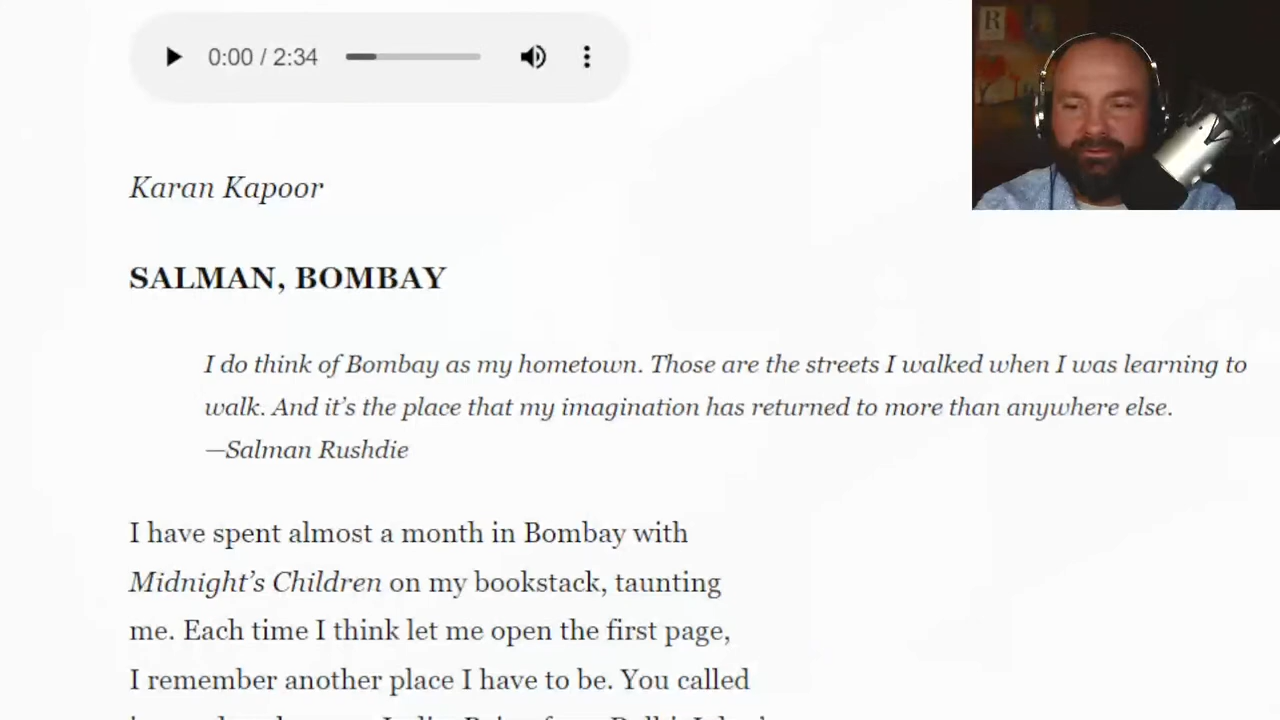 0:00 / 2:34
R
Karan Kapoor
SALMAN, BOMBAY
I do think of Bombay as my hometown. Those are the streets I walked when I was learning to
walk. And it’s the place that my imagination has returned to more than anywhere else.
—Salman Rushdie
I have spent almost a month in Bombay with
Midnight’s Children on my bookstack, taunting
me. Each time I think let me open the first page,
I remember another place I have to be. You called